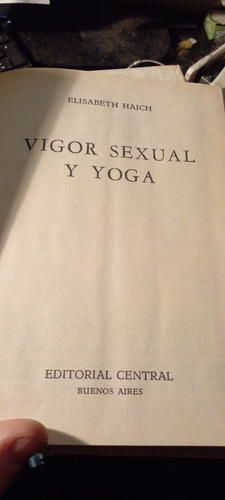 ELISABETH HAICH
VIGOR SEXUAL
Y YOGA
EDITORIAL CENTRAL
BUENOS AIRES